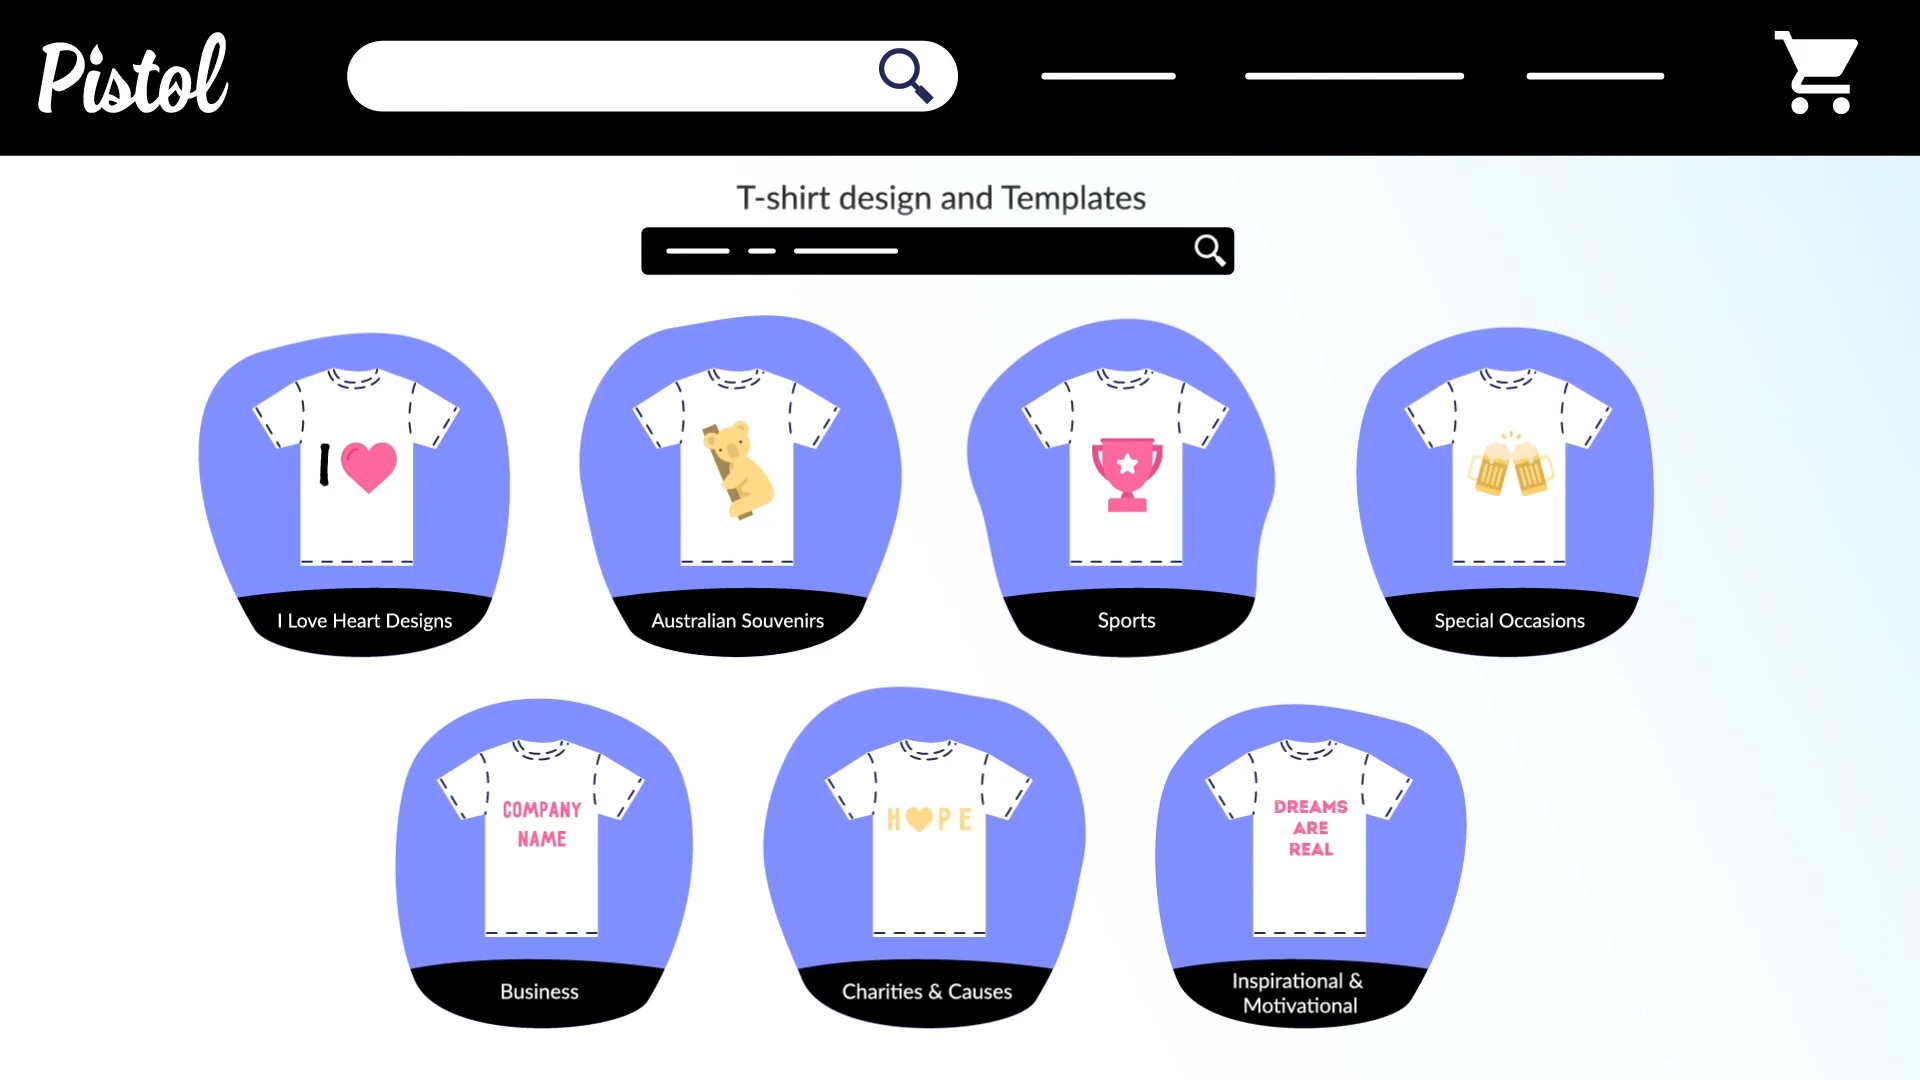 Pistol
T-shirt design and Templates
I
I Love Heart Designs
Australian Souvenirs
Sports
Special Occasions
COMPANY
NAME
H PE
DREAMS
ARE
REAL
Business
Charities & Causes
Inspirational &
Motivational